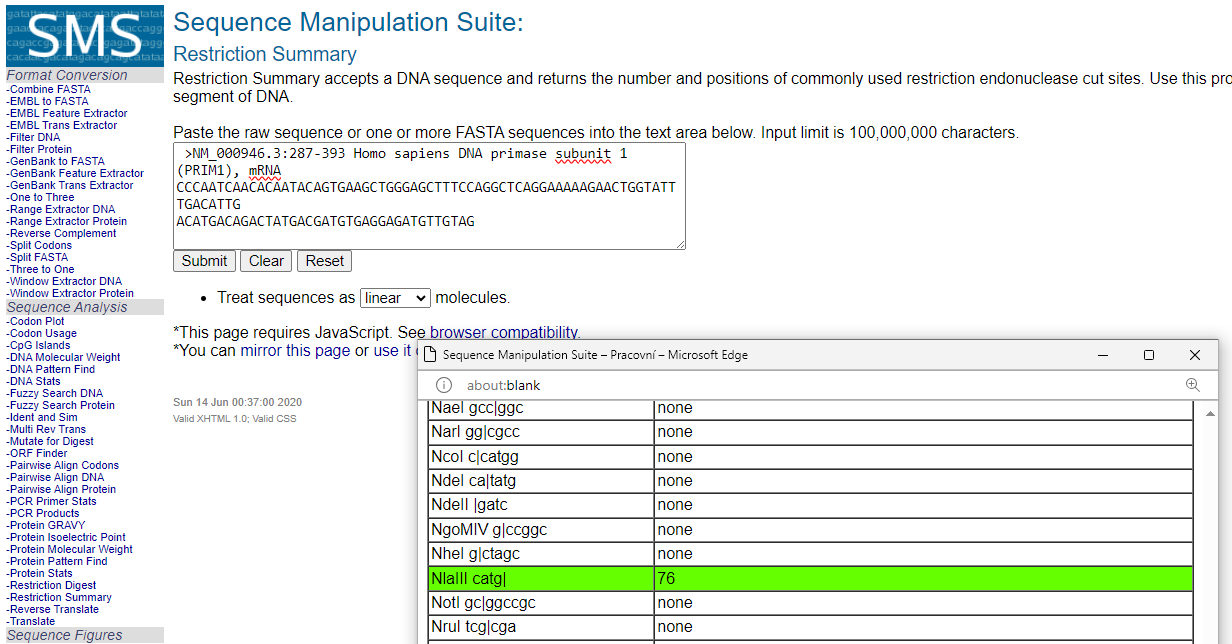 SMS
Sequence Manipulation Suite:
Restriction Summary
Restriction Summary accepts a DNA sequence and returns the number and positions of commonly used restriction endonuclease cut sites. Use this pro
segment of DNA.
Paste the raw sequence or one or more FASTA sequences into the text area below. Input limit is 100,000,000 characters.
>NM_000946.3:287-393 Homo sapiens DNA primase subunit 1
(PRIM1), mRNA
CCCAATCAACACAATACAGTGAAGCTGGGAGCTTTCCAGGCTCAGGAAAAAGAACTGGTATT
TGACATTG
ACATGACAGACTATGACGATGTGAGGAGATGTTGTAG
Submit Clear Reset
• Treat sequences as linear molecules.
*This page requires JavaScript. See browser compatibility.
*You can mirror this page or use it
Sun 14 Jun 00:37:00 2020
Valid XHTML 1.0; Valid CSS
Format Conversion
-Combine FASTA
-EMBL to FASTA
-EMBL Feature Extractor
-EMBL Trans Extractor
-Filter DNA
-Filter Protein
-GenBank to FASTA
-GenBank Feature Extractor
-GenBank Trans Extractor
-One to Three
-Range Extractor DNA
-Range Extractor Protein
-Reverse Complement
-Split Codons
-Split FASTA
-Three to One
-Window Extractor DNA
-Window Extractor Protein
Sequence Analysis
-Codon Plot
-Codon Usage
-CpG Islands
-DNA Molecular Weight
-DNA Pattern Find
-DNA Stats
-Fuzzy Search DNA
-Fuzzy Search Protein
-Ident and Sim
-Multi Rev Trans
-Mutate for Digest
-ORF Finder
-Pairwise Align Codons
-Pairwise Align DNA
-Pairwise Align Protein
-PCR Primer Stats
-PCR Products
-Protein GRAVY
-Protein Isoelectric Point
-Protein Molecular Weight
-Protein Pattern Find
-Protein Stats
-Restriction Digest
-Restriction Summary
-Reverse Translate
-Translate
Sequence Figures
Sequence Manipulation Suite – Pracovní – Microsoft Edge
about:blank
NaeI gcc|ggc none
NarI gg|cgcc none
NcoI c|catgg none
NdeI ca|tatg none
NdeII |gatc none
NgoMIV g|ccggc none
NheI g|ctagc none
NlaIII catg| 76
NotI gc|ggccgc none
NruI tcg|cga none